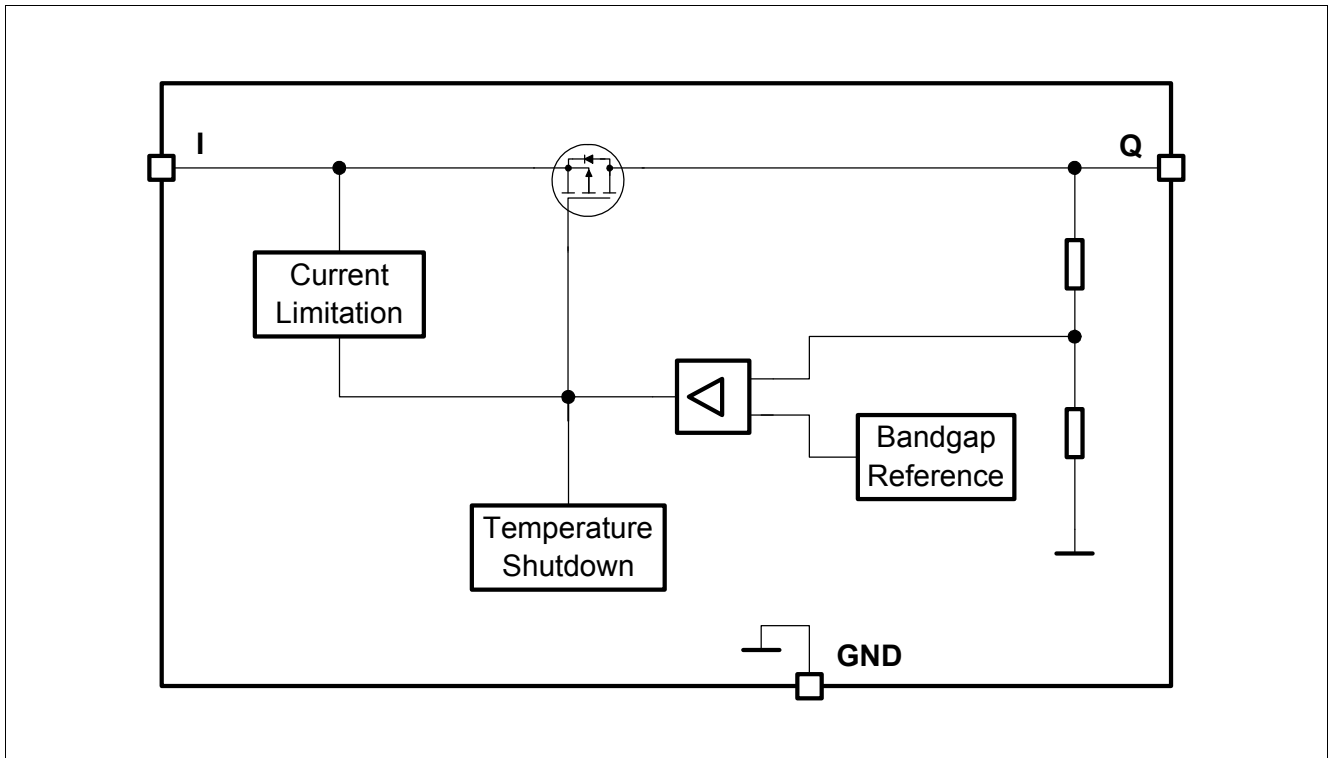 I
Q
Current
Limitation
Bandgap
Reference
Temperature
Shutdown
GND